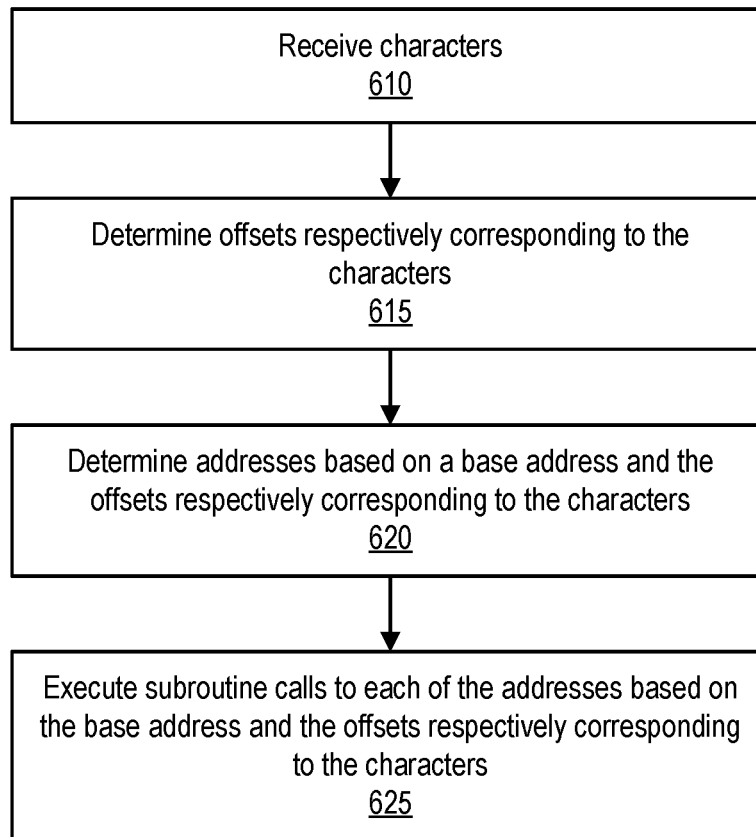 Receive characters
610
Determine offsets respectively corresponding to the
characters
615
Determine addresses based on a base address and the
offsets respectively corresponding to the characters
620
Execute subroutine calls to each of the addresses based on
the base address and the offsets respectively corresponding
to the characters
625